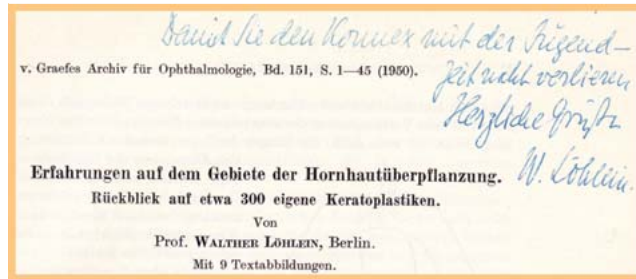 Damit Sie den Konnex mit der Jugend-
v. Graefes Archiv für Ophthalmologie, Bd. 151, S. 1—45 (1950).
zeit nicht verlieren
Herzliche Grüße
W. Löhlein.
Erfahrungen auf dem Gebiete der Hornhautüberpflanzung.
Rückblick auf etwa 300 eigene Keratoplastiken.
Von
Prof. WALTHER LÖHLEIN, Berlin.
Mit 9 Textabbildungen.